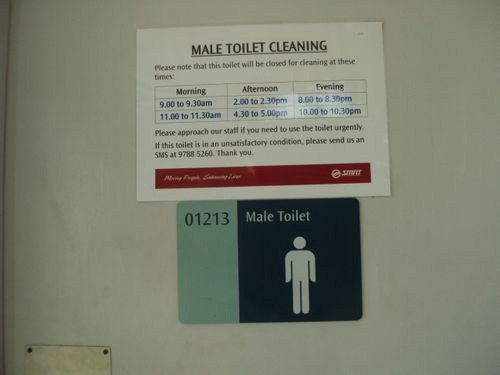 MALE TOILET CLEANING
Please note that this toilet will be closed for cleaning at these
times:
Morning Afternoon Evening
9.00 to 9.30am 2.00 to 2.30pm 8.00 to 8.30pm
11.00 to 11.30am 4.30 to 5.00pm 10.00 to 10.30pm
Please approach our staff if you need to use the toilet urgently.
If this toilet is in an unsatisfactory condition, please send us an
SMS at 9788 5260. Thank you.
Moving People, Enhancing Lives SMRT
01213 Male Toilet